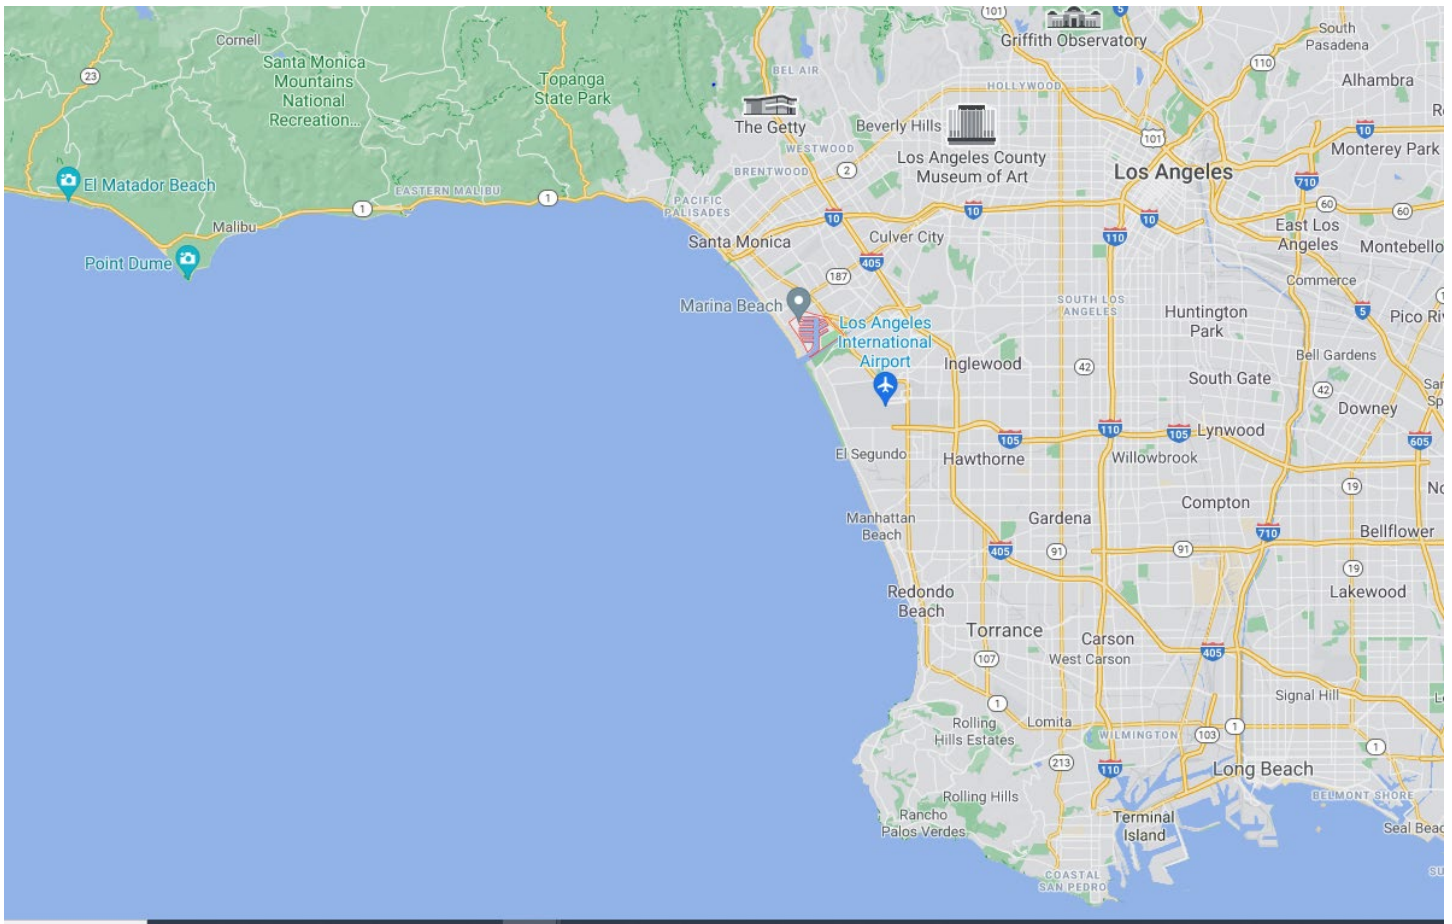 101
5
Griffith Observatory
South
Pasadena
Cornell
Santa Monica
Mountains
National
Recreation...
23
Topanga
State Park
BEL AIR
110
Alhambra
HOLLYWOOD
The Getty
Beverly Hills
101
10
Monterey Park
WESTWOOD
Los Angeles County
Museum of Art
2
BRENTWOOD
Los Angeles
710
El Matador Beach
EASTERN MALIBU
1
1
PACIFIC
PALISADES
10
10
10
60
60
Malibu
Santa Monica
Culver City
110
East Los
Angeles
Montebello
Point Dume
405
187
Commerce
Marina Beach
SOUTH LOS
ANGELES
Huntington
Park
5
Los Angeles
International
Airport
Bell Gardens
Inglewood
42
South Gate
42
Downey
105
110
105
Lynwood
605
El Segundo
Hawthorne
Willowbrook
19
Compton
Manhattan
Beach
Gardena
710
Bellflower
405
91
91
19
Redondo
Beach
Lakewood
Torrance
Carson
405
107
West Carson
1
Signal Hill
Rolling
Hills Estates
Lomita
WILMINGTON
103
1
1
213
110
Long Beach
Rolling Hills
BELMONT SHORE
Rancho
Palos Verdes
Terminal
Island
COASTAL
SAN PEDRO